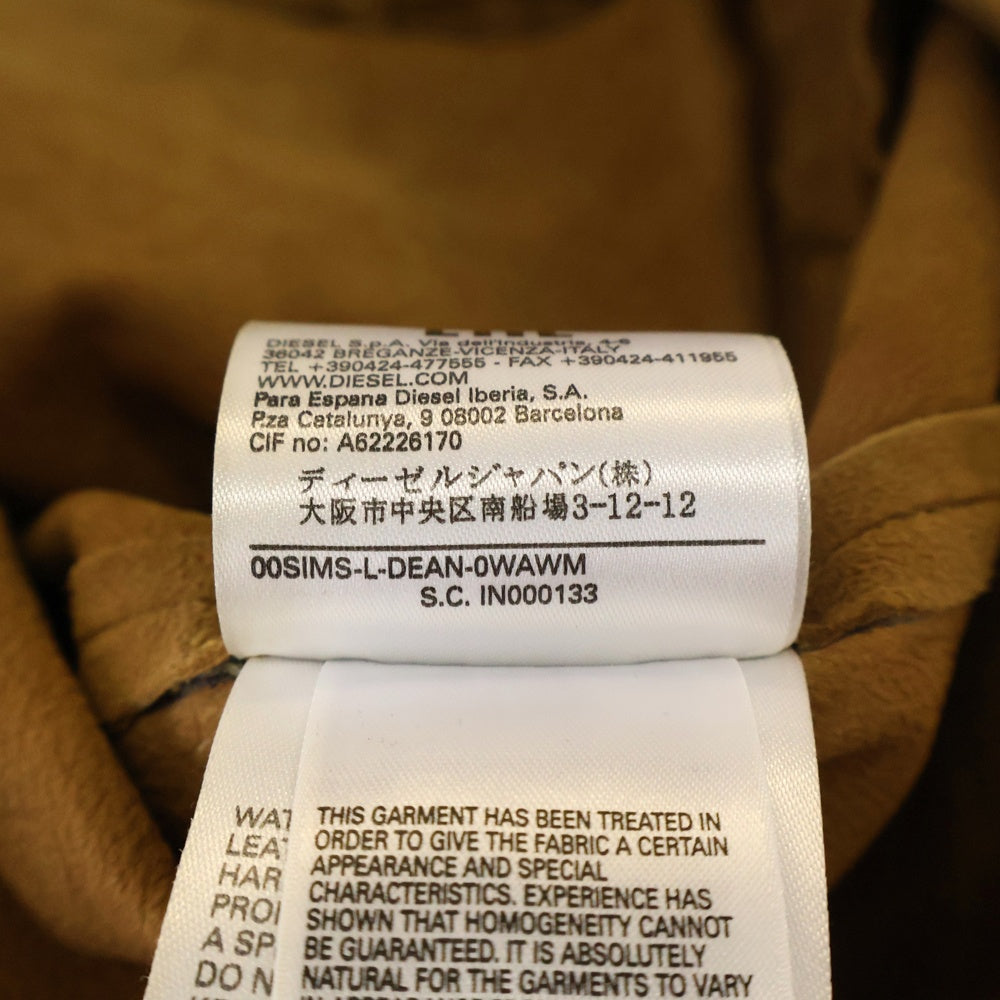 DIESEL S.p.A. Via dell'industria, 4-6
36042 BREGANZE-VICENZA-ITALY
TEL +390424-477555 - FAX +390424-411955
WWW.DIESEL.COM
Para Espana Diesel Iberia, S.A.
P.za Catalunya, 9 08002 Barcelona
CIF no: A62226170
ディーゼルジャパン(株)
大阪市中央区南船場3-12-12
00SIMS-L-DEAN-0WAWM
S.C. IN000133
WAT
LEA
HAR
PRO
A SP
DO N
THIS GARMENT HAS BEEN TREATED IN
ORDER TO GIVE THE FABRIC A CERTAIN
APPEARANCE AND SPECIAL
CHARACTERISTICS. EXPERIENCE HAS
SHOWN THAT HOMOGENEITY CANNOT
BE GUARANTEED. IT IS ABSOLUTELY
NATURAL FOR THE GARMENTS TO VARY